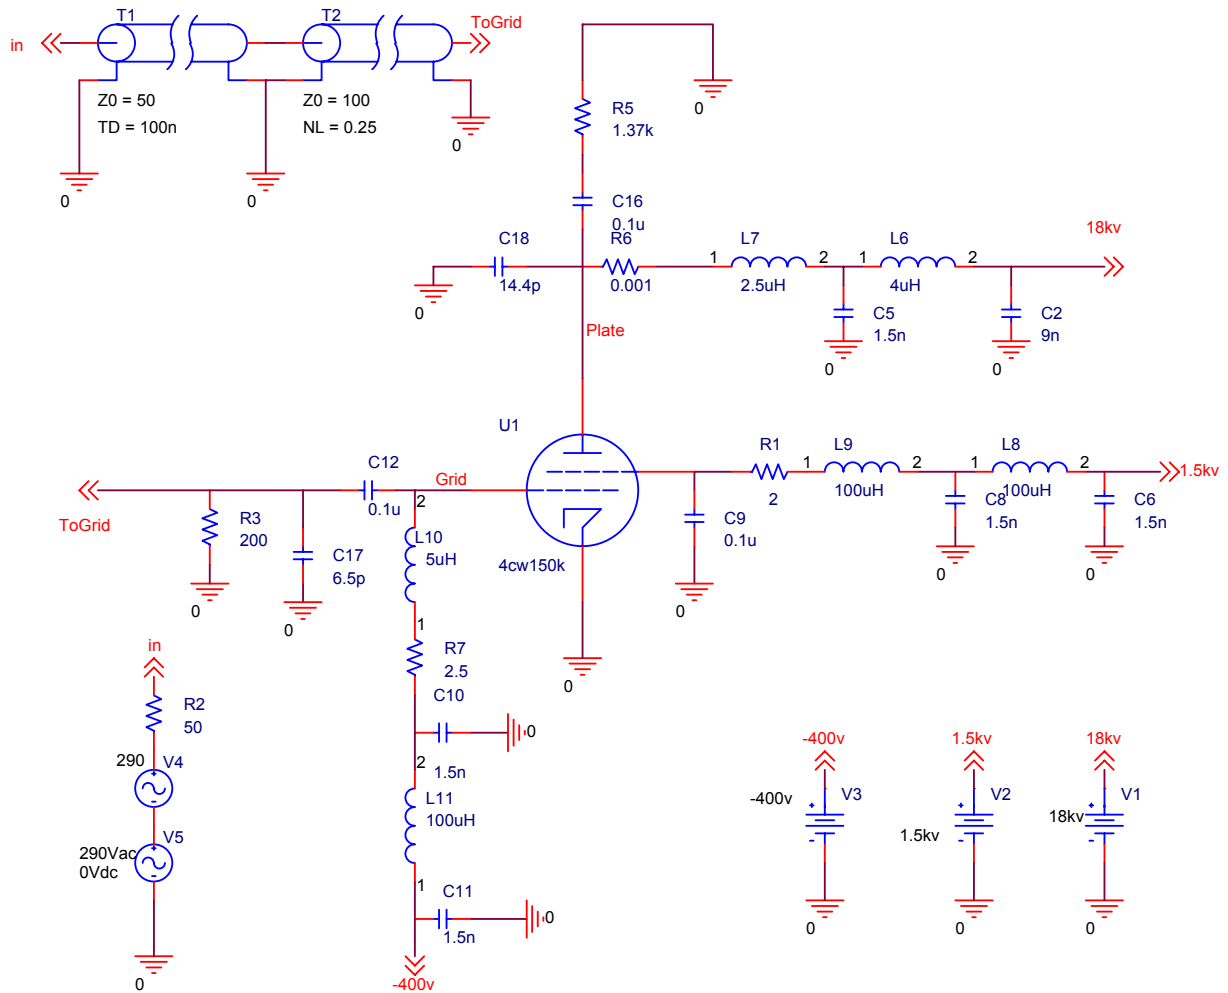 T1
T2
ToGrid
in
Z0 = 50
TD = 100n
Z0 = 100
NL = 0.25
0
0
0
0
R5
1.37k
C16
0.1u
C18
14.4p
0
R6
0.001
1
L7
2
2.5uH
1
L6
2
4uH
18kv
C5
1.5n
0
C2
9n
0
Plate
U1
4cw150k
0
C12
0.1u
Grid
ToGrid
R3
200
0
C17
6.5p
0
2
L10
5uH
1
R7
2.5
C10
1.5n
0
2
L11
100uH
1
C11
1.5n
0
-400v
R1
2
1
L9
2
100uH
1
L8
2
100uH
1.5kv
C9
0.1u
0
C8
1.5n
0
C6
1.5n
0
in
R2
50
290
V4
V5
290Vac
0Vdc
0
-400v
-400v
V3
0
1.5kv
1.5kv
V2
0
18kv
18kv
V1
0